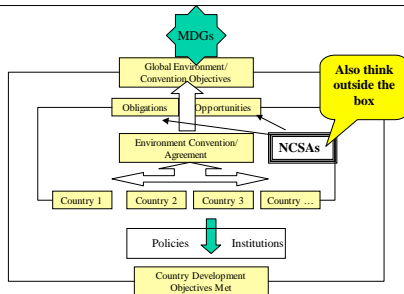 MDGs
Global Environment/
Convention Objectives
Also think
outside the
box
Obligations
Opportunities
Environment Convention/
Agreement
NCSAs
Country 1
Country 2
Country 3
Country …
Policies
Institutions
Country Development
Objectives Met